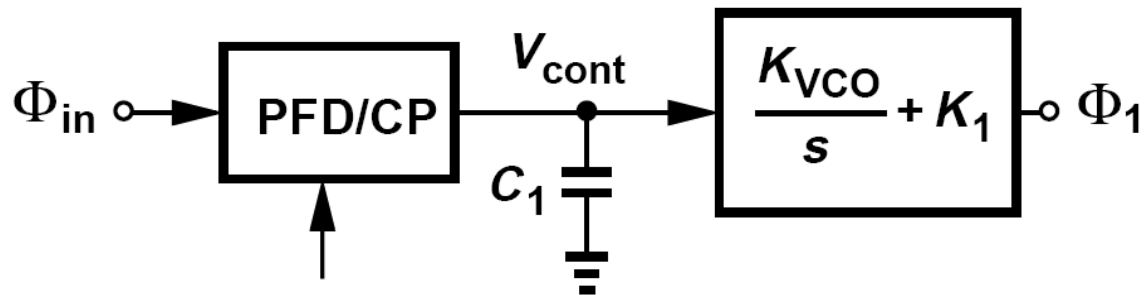 Φin
PFD/CP
Vcont
C1
KVCO
s
+ K1
Φ1